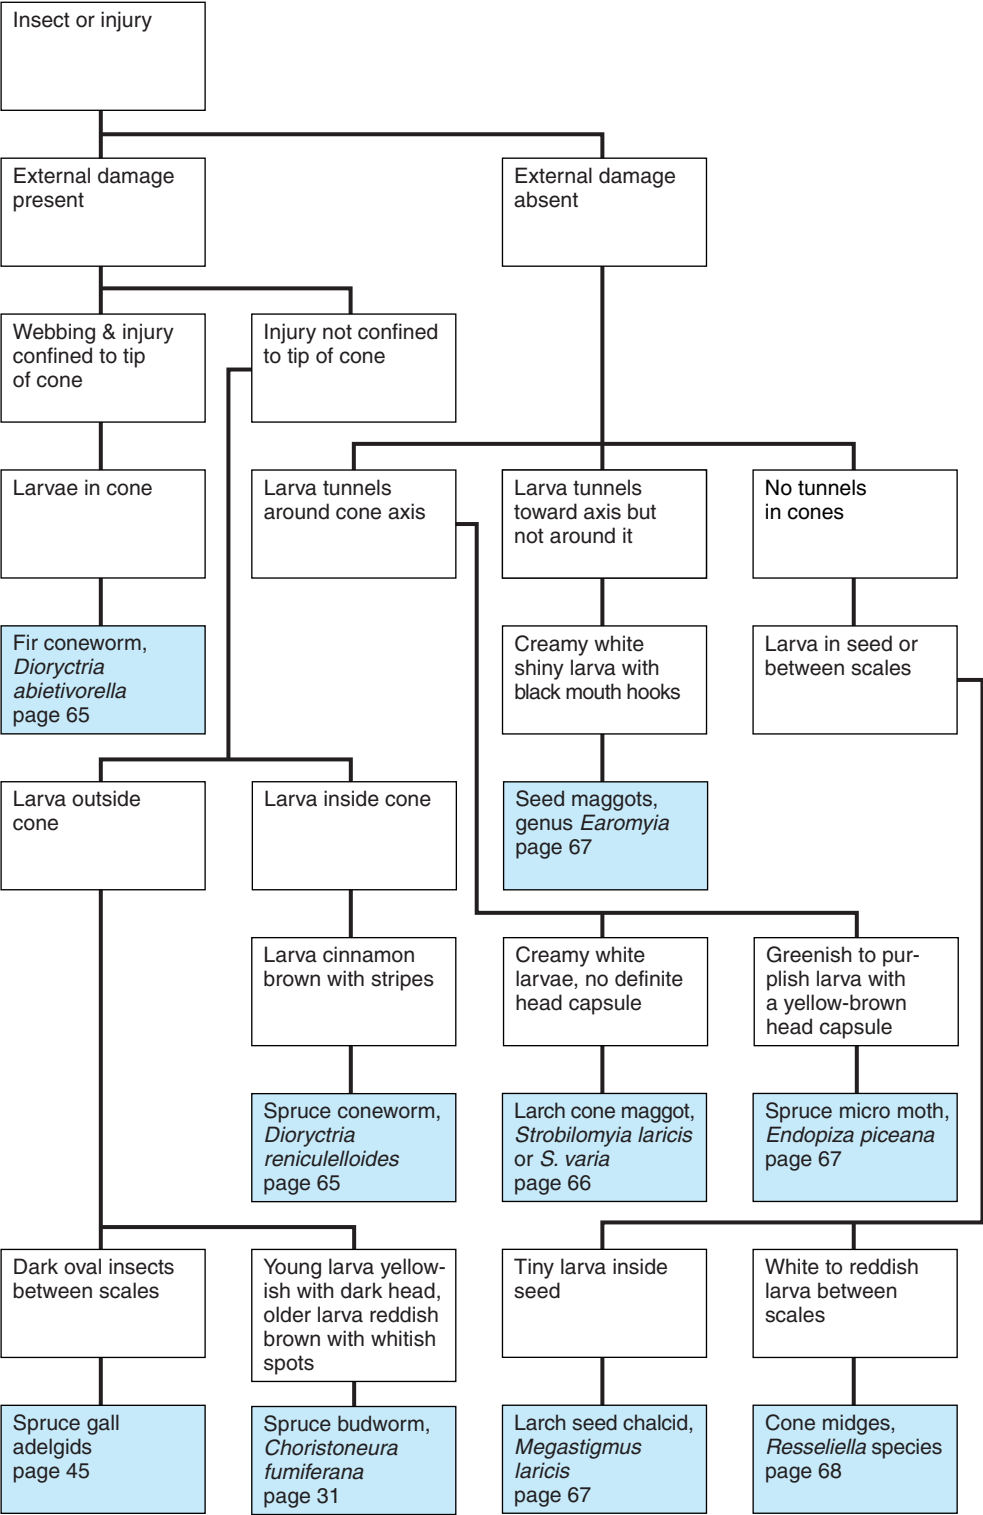 Insect or injury
External damage
present
External damage
absent
Webbing & injury
confined to tip
of cone
Injury not confined
to tip of cone
Larvae in cone
Larva tunnels
around cone axis
Larva tunnels
toward axis but
not around it
No tunnels
in cones
Fir coneworm,
Dioryctria
abietivorella
page 65
Creamy white
shiny larva with
black mouth hooks
Larva in seed or
between scales
Larva outside
cone
Larva inside cone
Seed maggots,
genus Earomyia
page 67
Larva cinnamon
brown with stripes
Creamy white
larvae, no definite
head capsule
Greenish to pur-
plish larva with
a yellow-brown
head capsule
Spruce coneworm,
Dioryctria
reniculelloides
page 65
Larch cone maggot,
Strobilomyia laricis
or S. varia
page 66
Spruce micro moth,
Endopiza piceana
page 67
Dark oval insects
between scales
Young larva yellow-
ish with dark head,
older larva reddish
brown with whitish
spots
Tiny larva inside
seed
White to reddish
larva between
scales
Spruce gall
adelgids
page 45
Spruce budworm,
Choristoneura
fumiferana
page 31
Larch seed chalcid,
Megastigmus
laricis
page 67
Cone midges,
Resseliella species
page 68